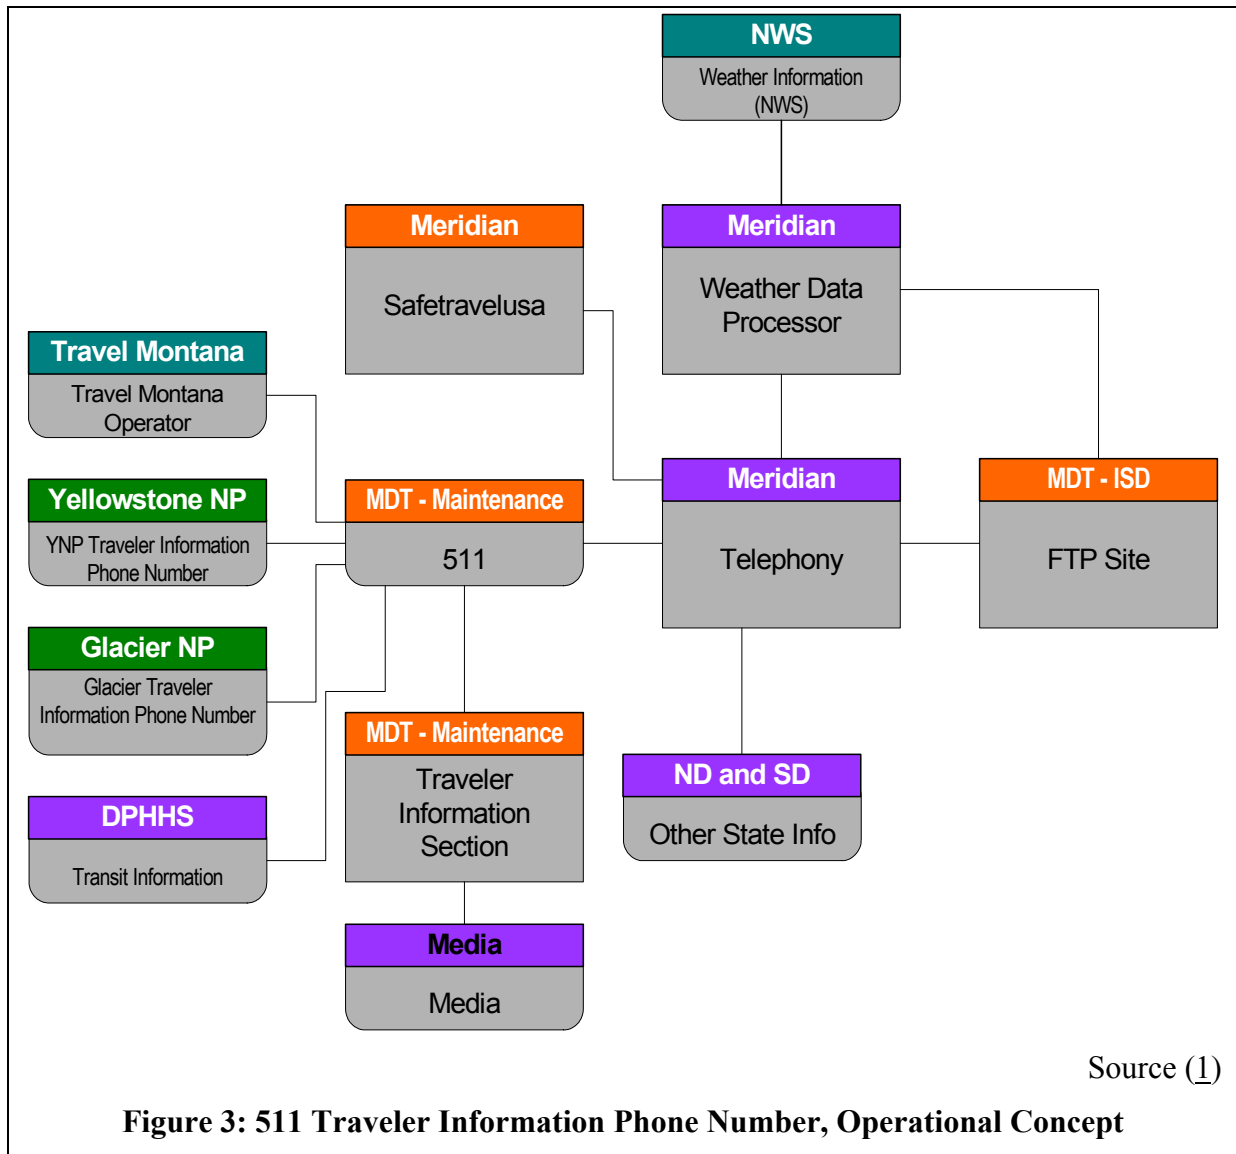 NWS
Weather Information
(NWS)
Meridian
Safetravelusa
Meridian
Weather Data
Processor
Travel Montana
Travel Montana
Operator
Yellowstone NP
YNP Traveler Information
Phone Number
MDT - Maintenance
511
Meridian
Telephony
MDT - ISD
FTP Site
Glacier NP
Glacier Traveler
Information Phone Number
MDT - Maintenance
Traveler
Information
Section
ND and SD
Other State Info
DPHHS
Transit Information
Media
Media
Source (1)
Figure 3: 511 Traveler Information Phone Number, Operational Concept